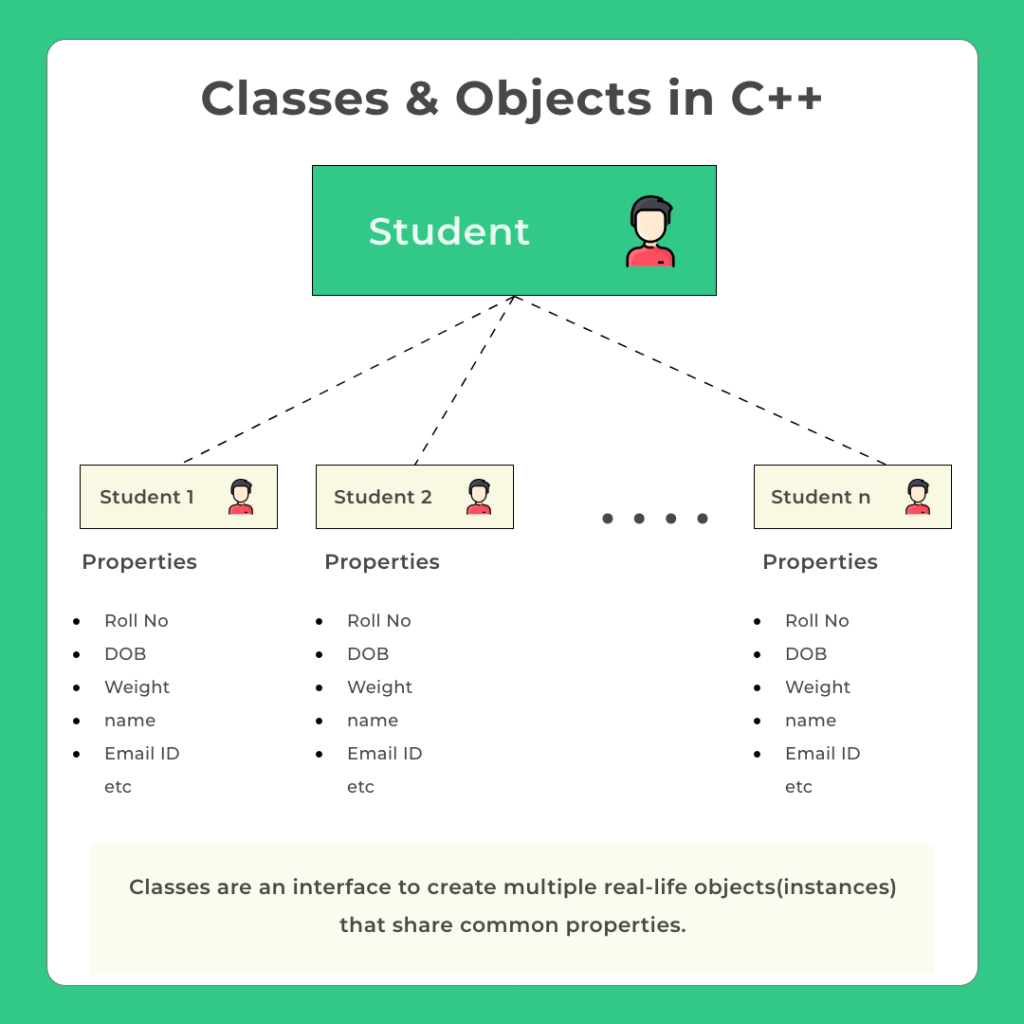 Classes & Objects in C++
Student
Student 1
Properties
Roll No
DOB
Weight
name
Email ID
etc
Student 2
Properties
Roll No
DOB
Weight
name
Email ID
etc
Student n
Properties
Roll No
DOB
Weight
name
Email ID
etc
Classes are an interface to create multiple real-life objects(instances)
that share common properties.